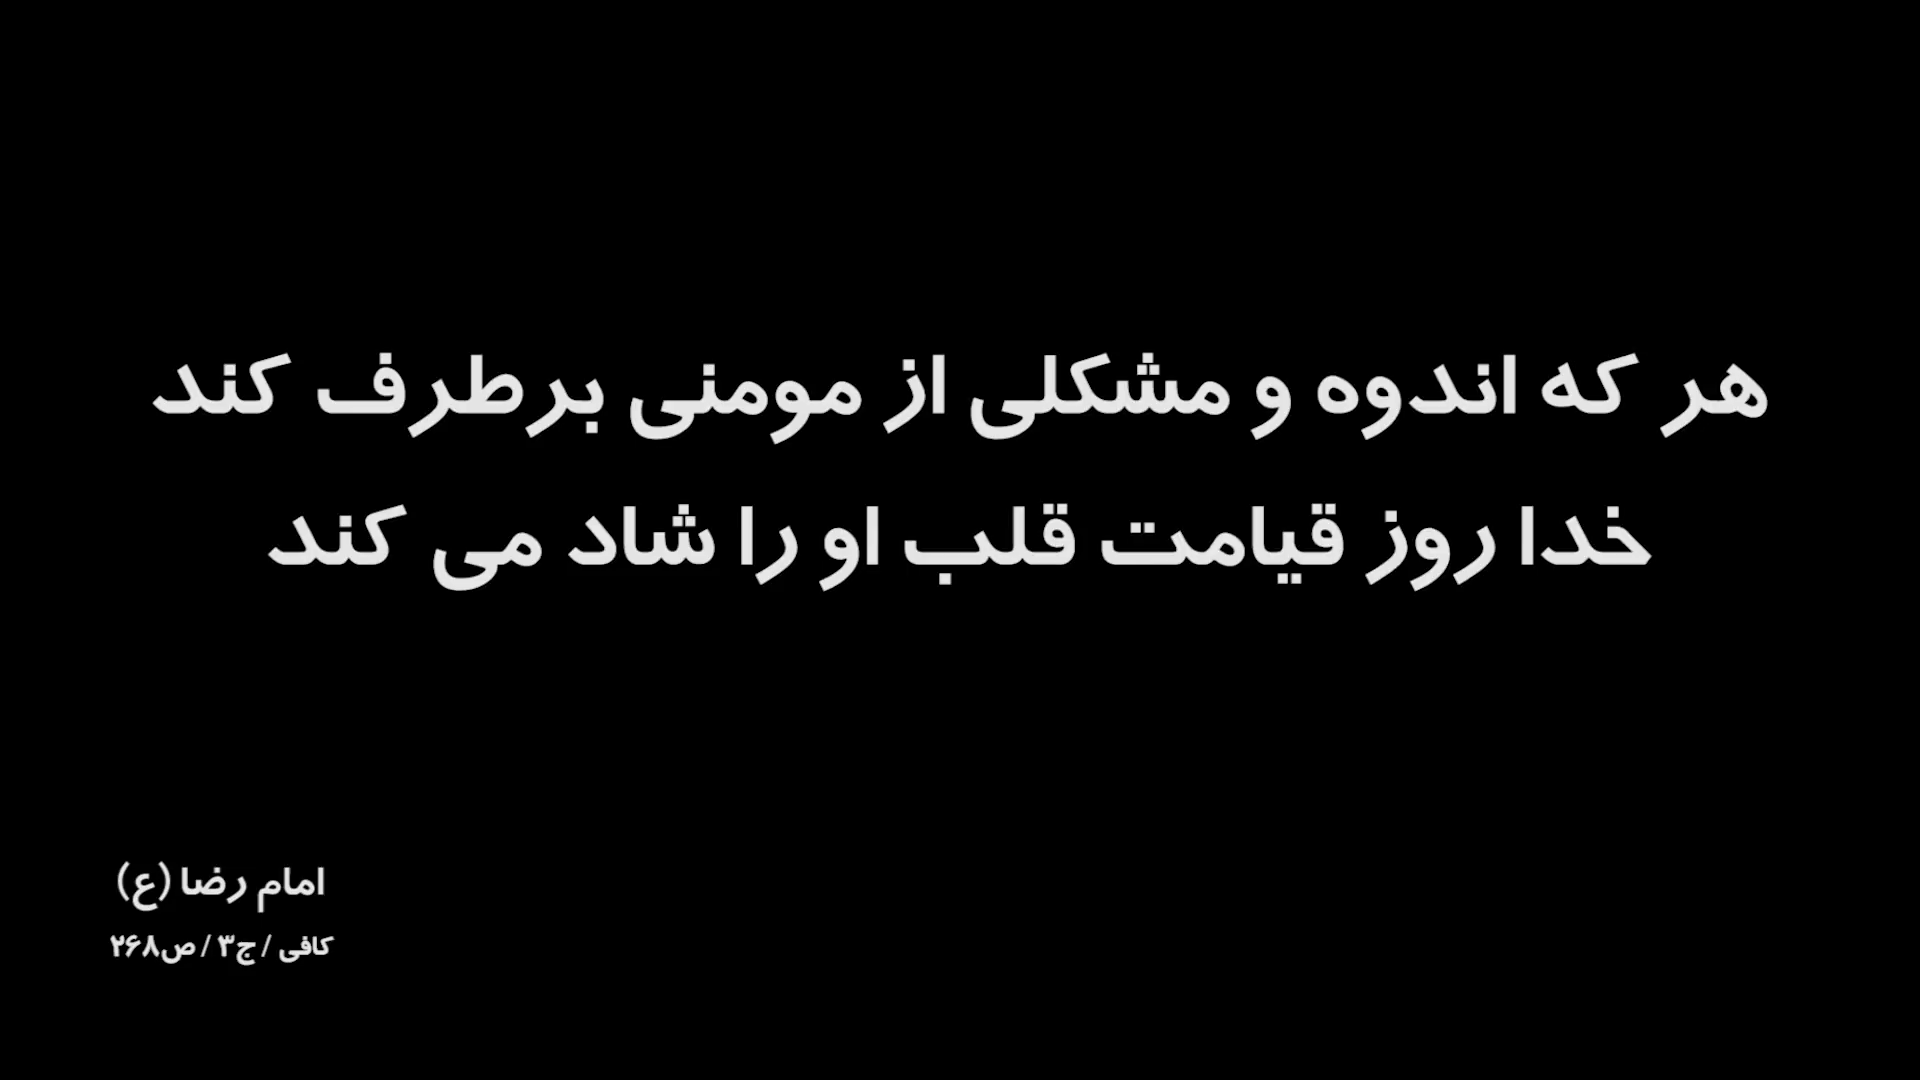 هر که اندوه و مشکلی از مومنی برطرف کند
خدا روز قیامت قلب او را شاد می کند
امام رضا (ع)
کافی / ج۳ / ص۲۶۸